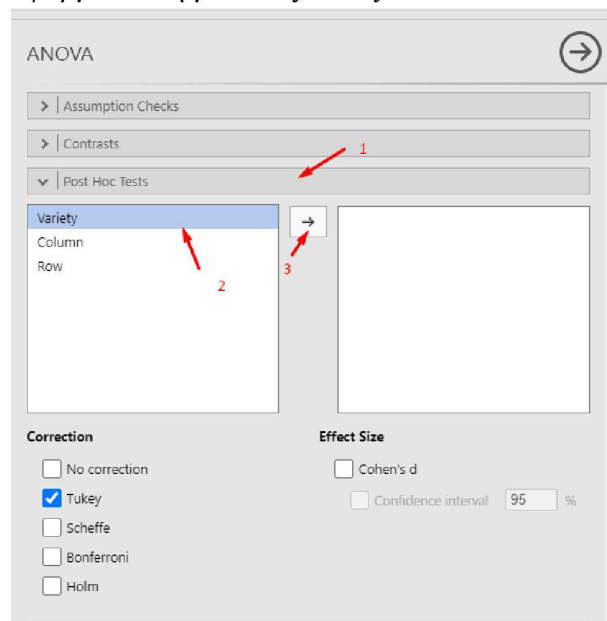 ANOVA
Assumption Checks
Contrasts
1
Post Hoc Tests
Variety
Column
Row
2
3
Correction
Effect Size
No correction
Cohen's d
Tukey
Confidence interval 95 %
Scheffe
Bonferroni
Holm